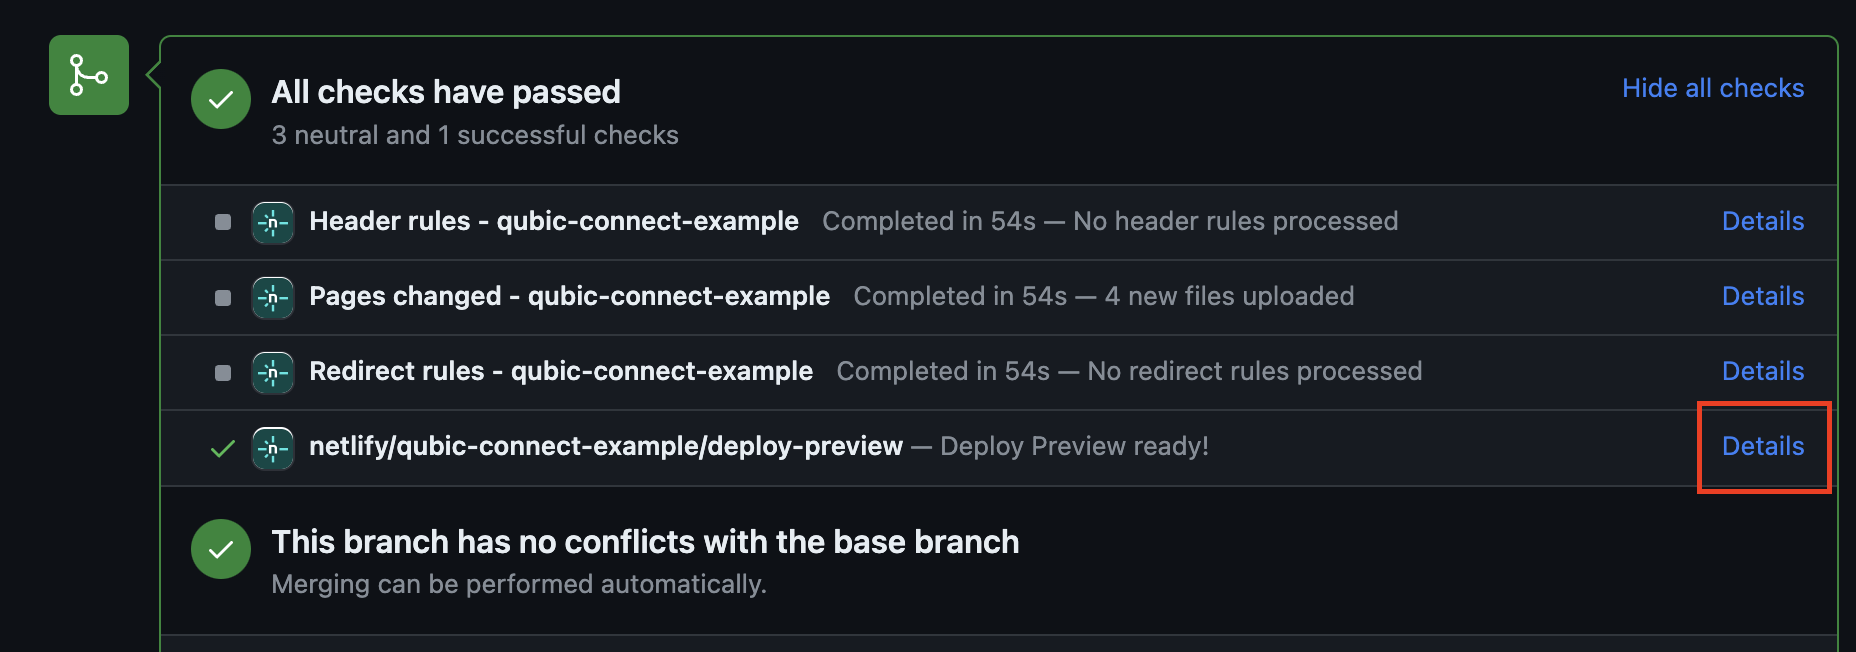 All checks have passed
Hide all checks
3 neutral and 1 successful checks
Header rules - qubic-connect-example Completed in 54s — No header rules processed Details
Pages changed - qubic-connect-example Completed in 54s — 4 new files uploaded Details
Redirect rules - qubic-connect-example Completed in 54s — No redirect rules processed Details
netlify/qubic-connect-example/deploy-preview — Deploy Preview ready! Details
This branch has no conflicts with the base branch
Merging can be performed automatically.